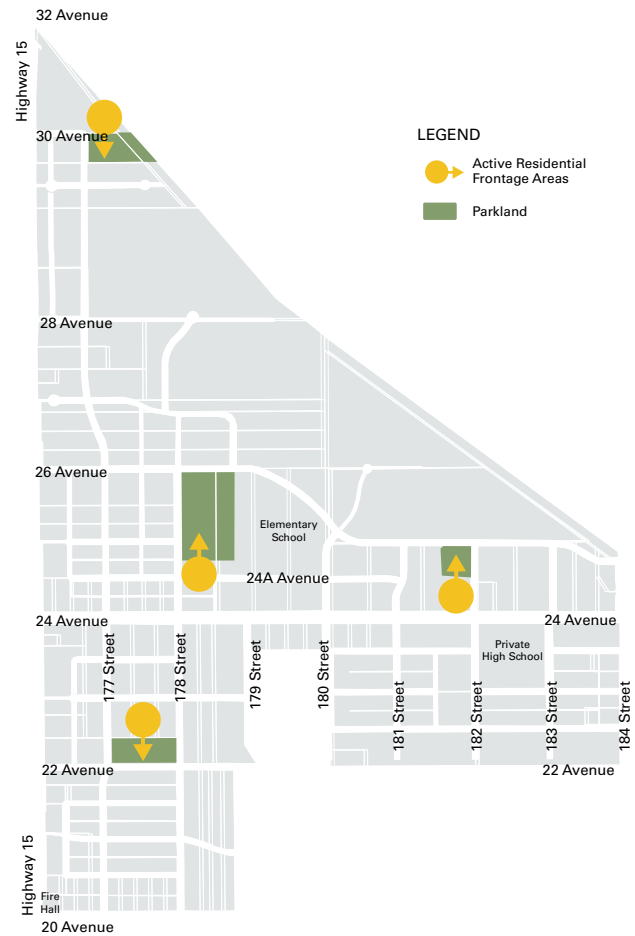 32 Avenue
Highway 15
30 Avenue
LEGEND
Active Residential
Frontage Areas
Parkland
28 Avenue
26 Avenue
Elementary
School
24A Avenue
24 Avenue
24 Avenue
177 Street
178 Street
179 Street
180 Street
Private
High School
181 Street
182 Street
183 Street
184 Street
22 Avenue
22 Avenue
Highway 15
Fire
Hall
20 Avenue